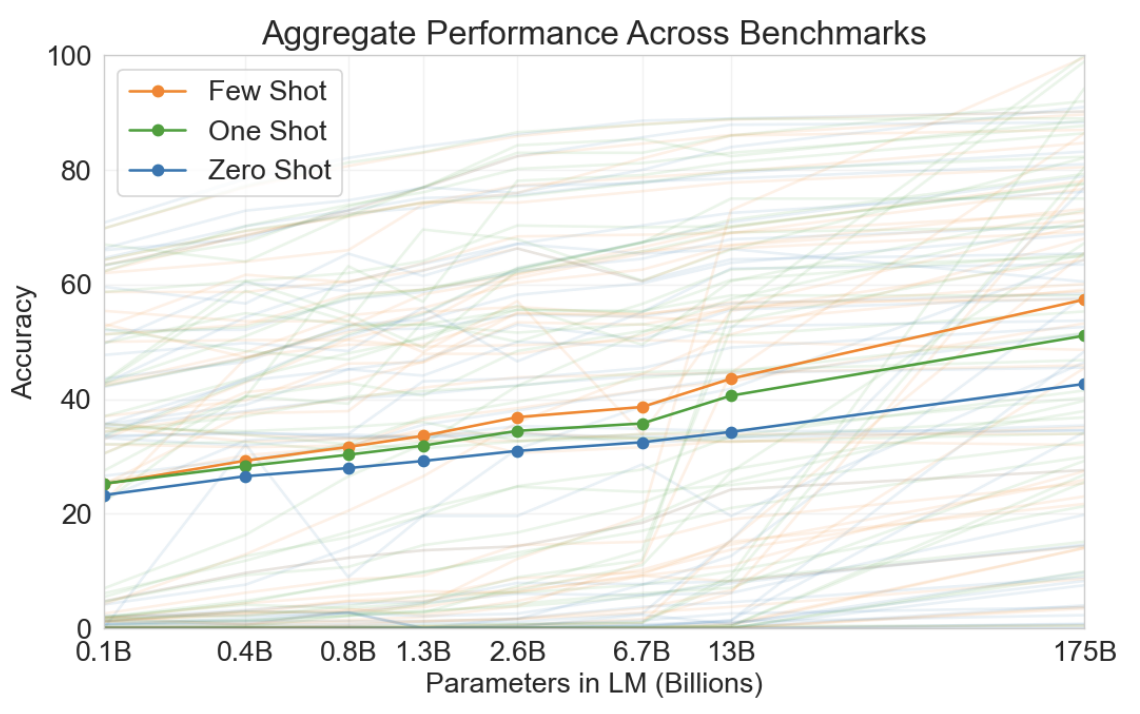 Aggregate Performance Across Benchmarks
100
80
60
40
20
0
Accuracy
Few Shot
One Shot
Zero Shot
0.1B 0.4B 0.8B 1.3B 2.6B 6.7B 13B 175B
Parameters in LM (Billions)